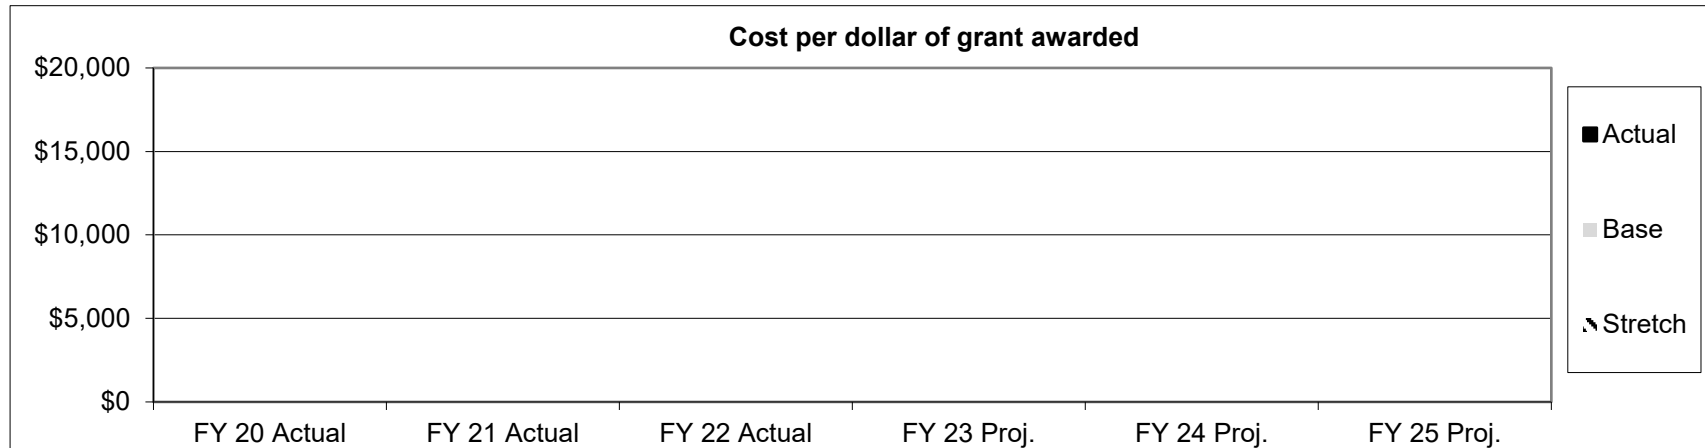 Cost per dollar of grant awarded
$20,000
$15,000
$10,000
$5,000
$0
FY 20 Actual FY 21 Actual FY 22 Actual FY 23 Proj. FY 24 Proj. FY 25 Proj.
Actual
Base
Stretch